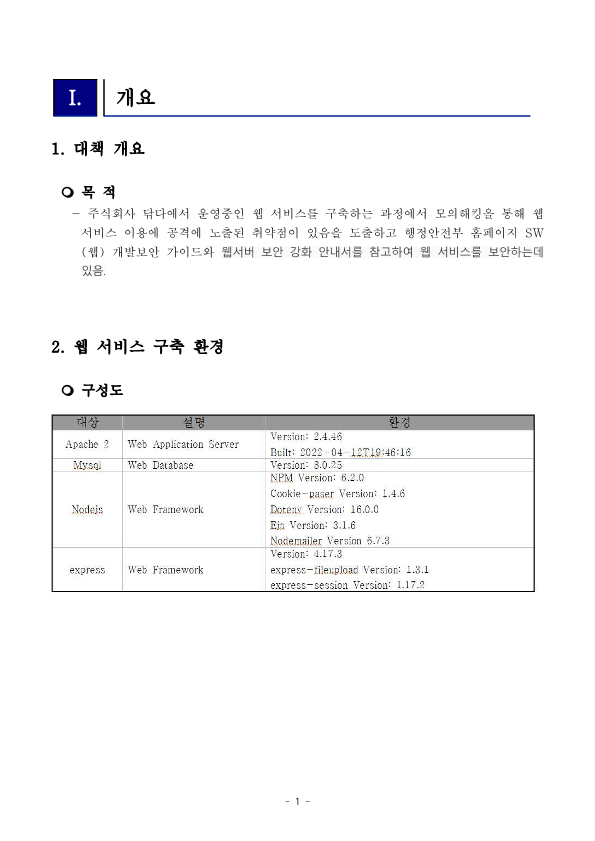 I. 개요
1. 대책 개요
❍ 목 적
- 주식회사 닦다에서 운영중인 웹 서비스를 구축하는 과정에서 모의해킹을 통해 웹
서비스 이용에 공격에 노출된 취약점이 있음을 도출하고 행정안전부 홈페이지 SW
(웹) 개발보안 가이드와 웹서버 보안 강화 안내서를 참고하여 웹 서비스를 보안하는데
있음.
2. 웹 서비스 구축 환경
❍ 구성도
대상 설명 환경
Apache 2 Web Application Server Version: 2.4.46
Built: 2022-04-12T19:46:16
Mysql Web Database Version: 8.0.25
Nodejs Web Framework NPM Version: 6.2.0
Cookie-paser Version: 1.4.6
Dorenv Version: 16.0.0
Ejs Version: 3.1.6
Nodemailer Version 6.7.3
express Web Framework Version: 4.17.3
express-fileupload Version: 1.3.1
express-session Version: 1.17.2
- 1 -